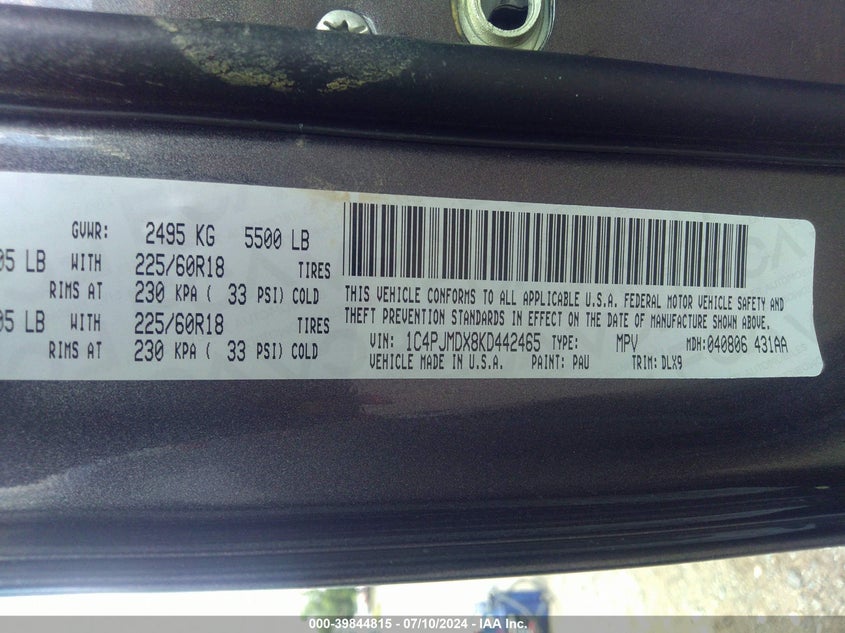 GVWR: 2495 KG 5500 LB
05 LB WITH 225/60R18 TIRES
RIMS AT 230 KPA ( 33 PSI) COLD
05 LB WITH 225/60R18 TIRES
RIMS AT 230 KPA ( 33 PSI) COLD
THIS VEHICLE CONFORMS TO ALL APPLICABLE U.S.A. FEDERAL MOTOR VEHICLE SAFETY AND
THEFT PREVENTION STANDARDS IN EFFECT ON THE DATE OF MANUFACTURE SHOWN ABOVE.
VIN: 1C4PJMDX8KD442465 TYPE: MPV MDH:040806 431AA
VEHICLE MADE IN U.S.A. PAINT: PAU TRIM: DLX9
000-39844815 / 07/10/2024 - IAA Inc.